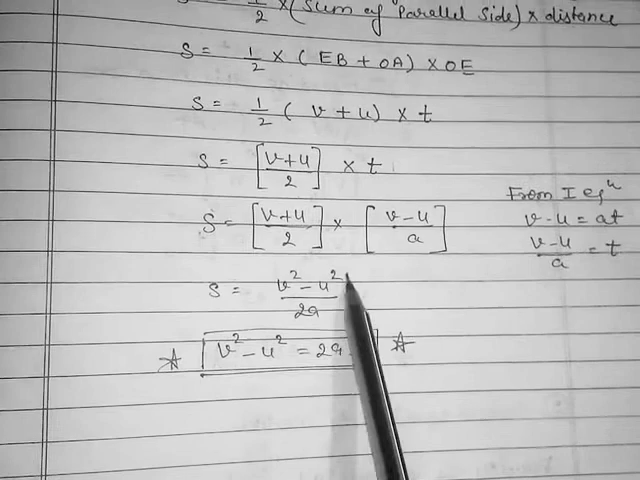 1/2 × (Sum of Parallel Side) × distance
S = 1/2 × (EB + OA) × OE
S = 1/2 (v + u) × t
S = [v+u/2] × t
From I eqⁿ
S = [v+u/2] × [v-u/a]
v-u = at
v-u/a = t
S = v² - u²/2a
☆ v² - u² = 2a ☆